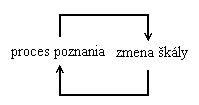 proces poznania zmena škály